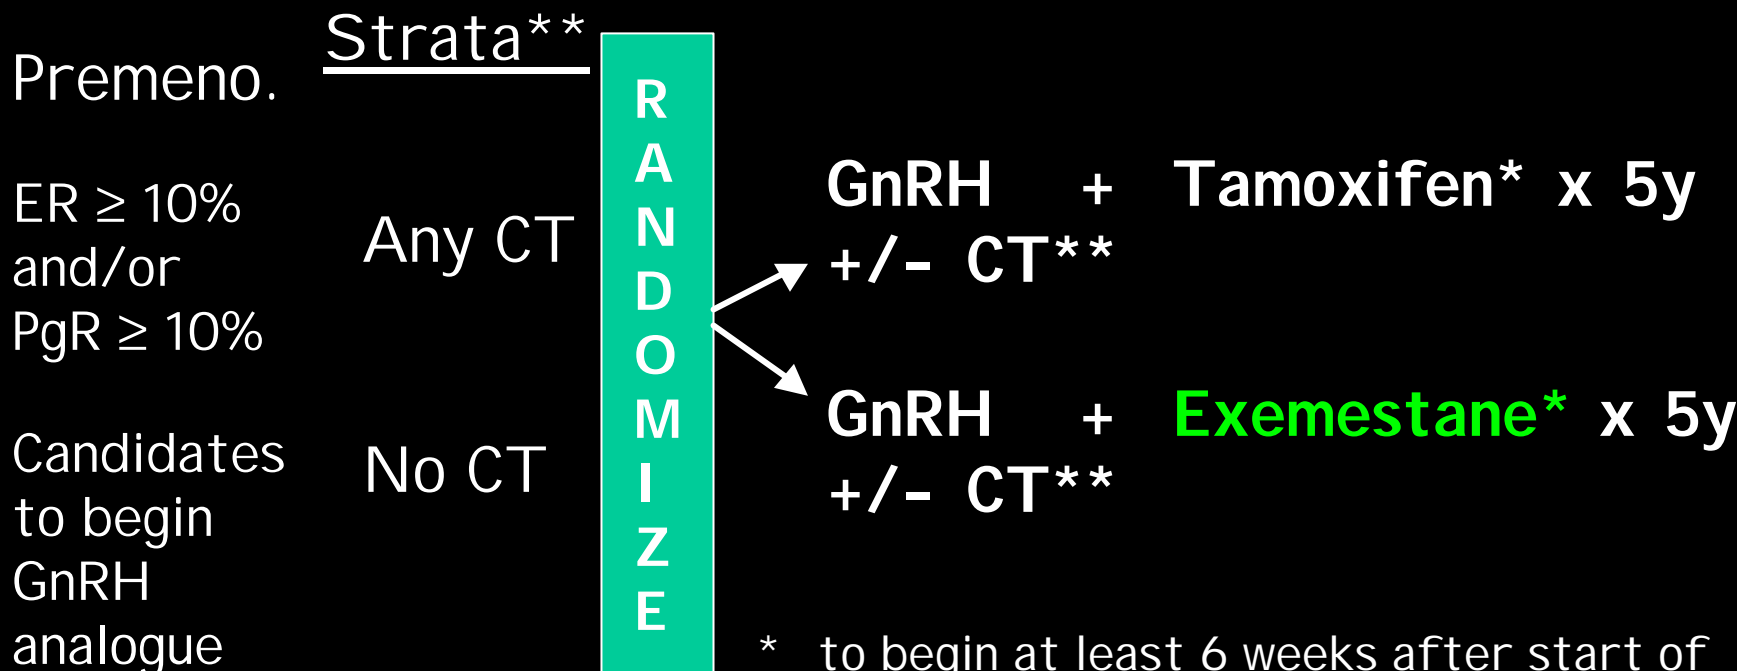 Premeno.
ER ≥ 10%
and/or
PgR ≥ 10%
Candidates
to begin
GnRH
analogue
Strata**
Any CT
No CT
RANDOMIZE
GnRH + Tamoxifen* x 5y
+/- CT**
GnRH + Exemestane* x 5y
+/- CT**
* to begin at least 6 weeks after start of